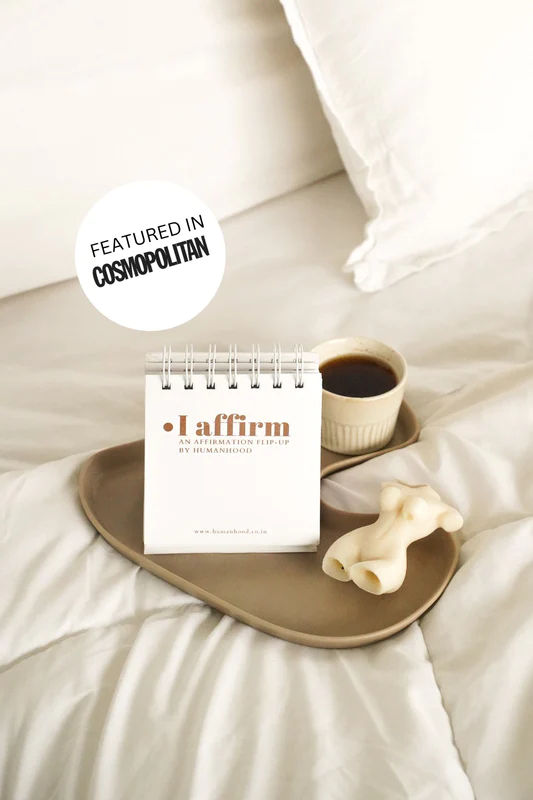 FEATURED IN
COSMOPOLITAN
•I affirm
AN AFFIRMATION FLIP-UP
BY HUMANHOOD
www.humanhood.co.in